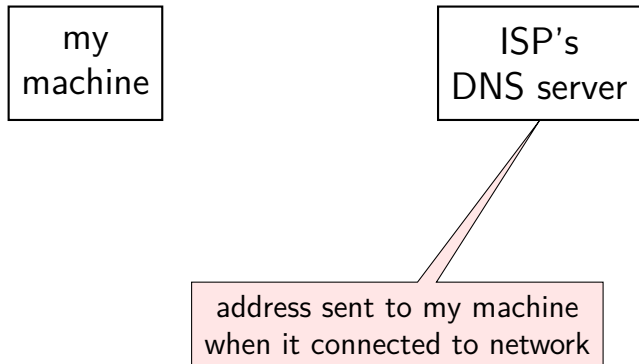 my
machine
ISP's
DNS server
address sent to my machine
when it connected to network